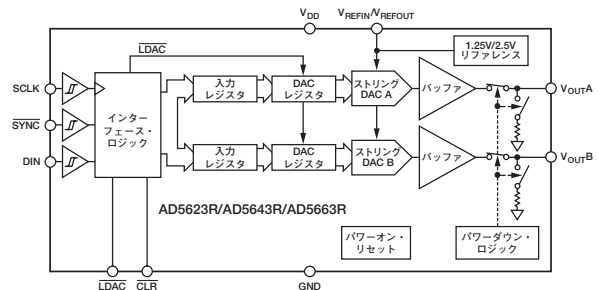 VDD
VREFIN/VREFOUT
LDAC
1.25V/2.5V
リファレンス
SCLK
SYNC
DIN
インター
フェース・
ロジック
入力
レジスタ
DAC
レジスタ
ストリング
DAC A
バッファ
VOUTA
入力
レジスタ
DAC
レジスタ
ストリング
DAC B
バッファ
VOUTB
AD5623R/AD5643R/AD5663R
パワーオン・
リセット
パワーダウン・
ロジック
LDAC
CLR
GND